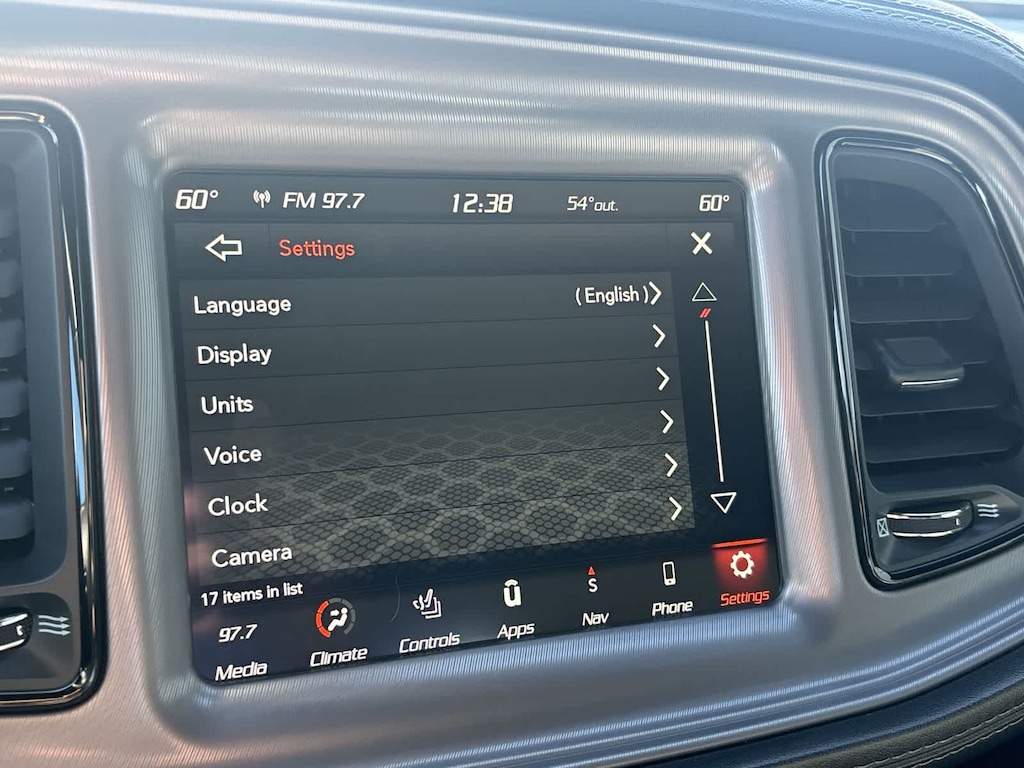 60° FM 97.7 12:38 54°out. 60°
Settings X
Language (English)
Display
Units
Voice
Clock
Camera
17 items in list
97.7
Media Climate Controls Apps Nav Phone Settings
S